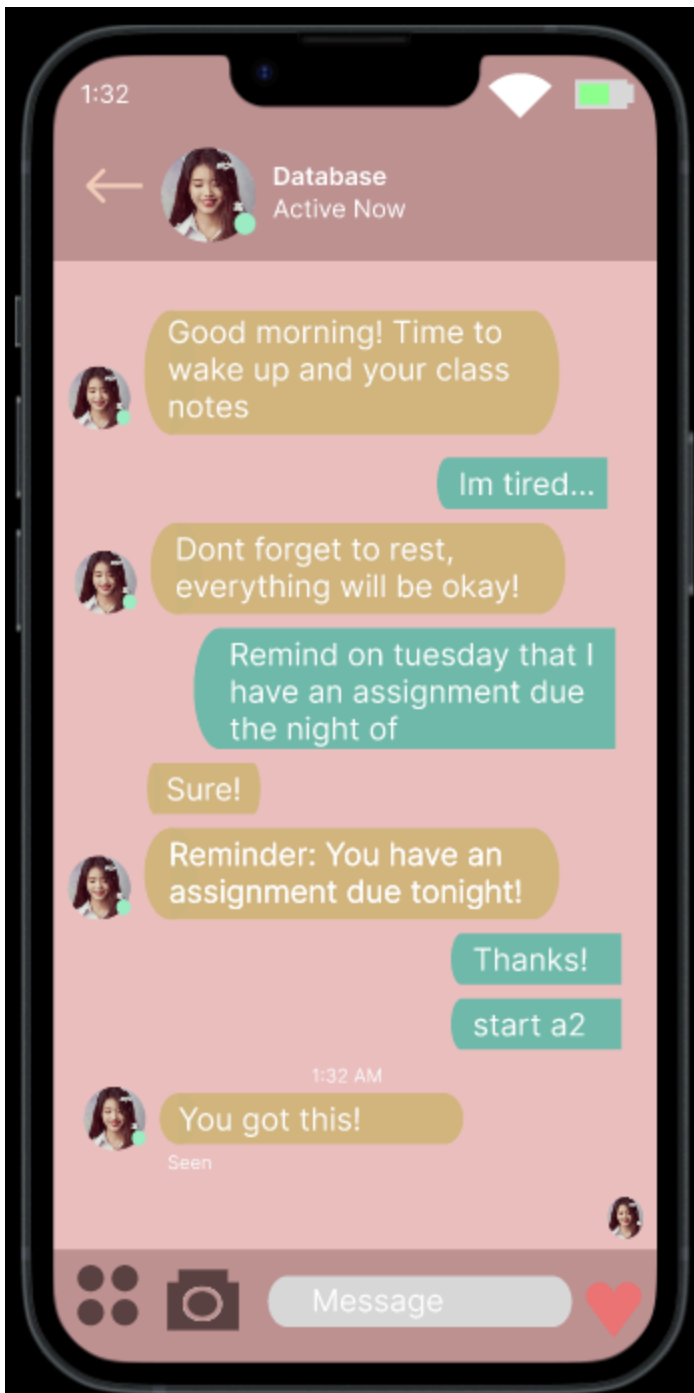 1:32
Database
Active Now
Good morning! Time to
wake up and your class
notes
Im tired...
Dont forget to rest,
everything will be okay!
Remind on tuesday that I
have an assignment due
the night of
Sure!
Reminder: You have an
assignment due tonight!
Thanks!
start a2
1:32 AM
You got this!
Seen
Message